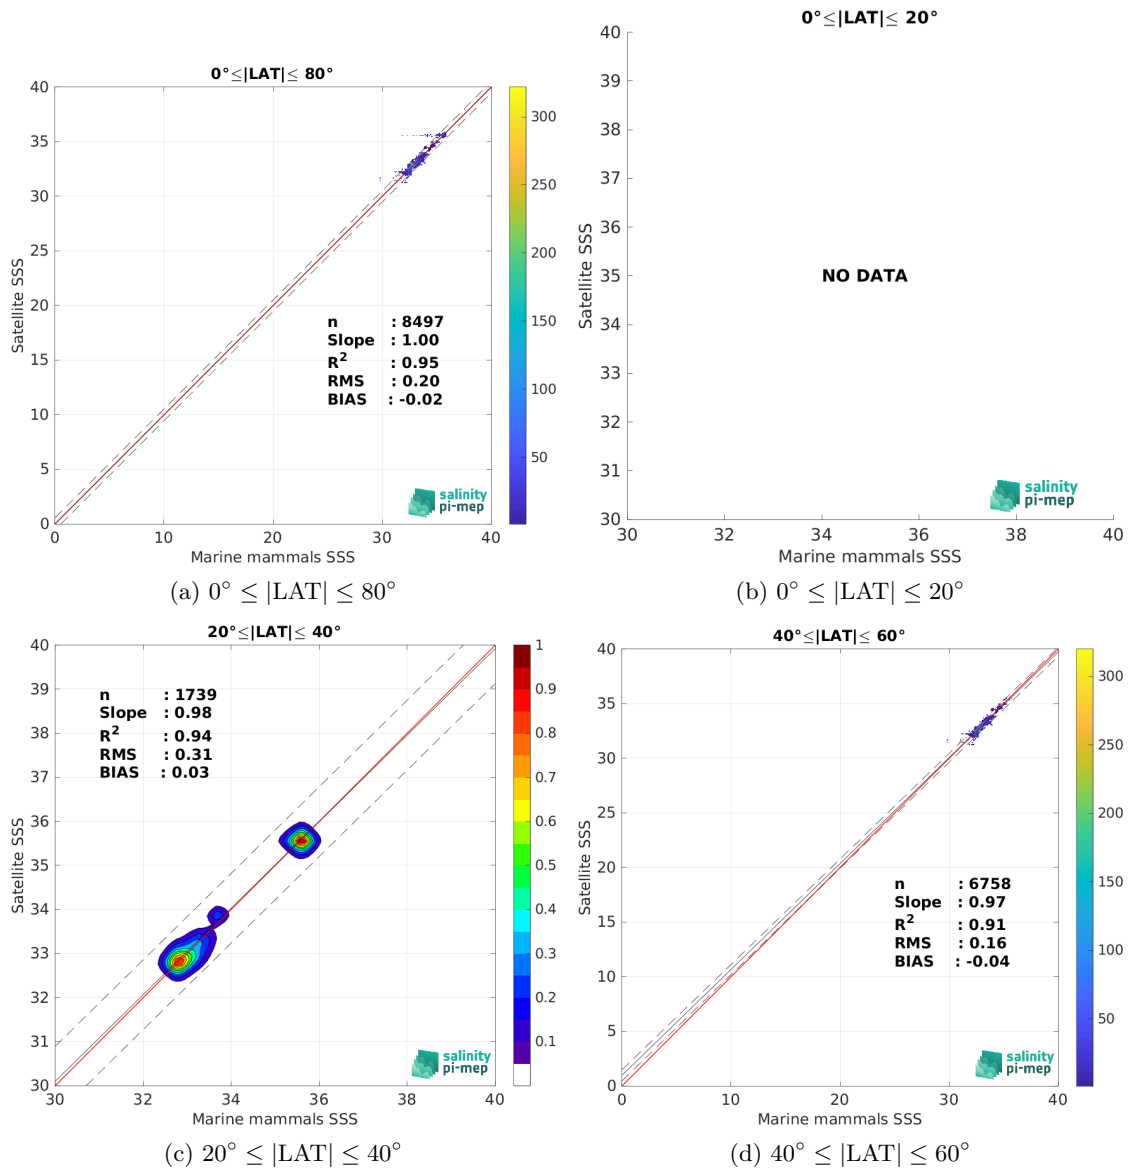 0°≤|LAT|≤ 80°
40
35
30
25
20
15
10
5
0
Satellite SSS
n : 8497
Slope : 1.00
R² : 0.95
RMS : 0.20
BIAS : -0.02
salinity
pi-mep
0 10 20 30 40
Marine mammals SSS
300
250
200
150
100
50
(a) 0° ≤ |LAT| ≤ 80°
0°≤|LAT|≤ 20°
40
39
38
37
36
35
34
33
32
31
30
Satellite SSS
NO DATA
salinity
pi-mep
30 32 34 36 38 40
Marine mammals SSS
(b) 0° ≤ |LAT| ≤ 20°
20°≤|LAT|≤ 40°
40
39
38
37
36
35
34
33
32
31
30
Satellite SSS
n : 1739
Slope : 0.98
R² : 0.94
RMS : 0.31
BIAS : 0.03
salinity
pi-mep
30 32 34 36 38 40
Marine mammals SSS
1
0.9
0.8
0.7
0.6
0.5
0.4
0.3
0.2
0.1
(c) 20° ≤ |LAT| ≤ 40°
40°≤|LAT|≤ 60°
40
35
30
25
20
15
10
5
0
Satellite SSS
n : 6758
Slope : 0.97
R² : 0.91
RMS : 0.16
BIAS : -0.04
salinity
pi-mep
0 10 20 30 40
Marine mammals SSS
300
250
200
150
100
50
(d) 40° ≤ |LAT| ≤ 60°